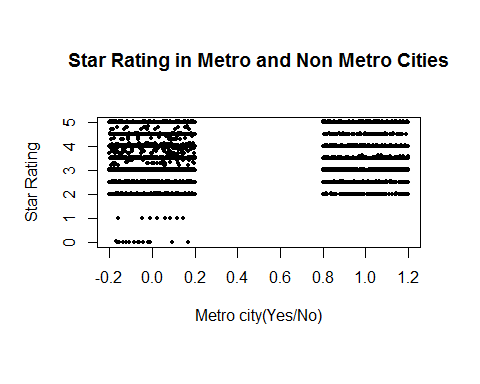 Star Rating in Metro and Non Metro Cities
Star Rating
5
4
3
2
1
0
-0.2 0.0 0.2 0.4 0.6 0.8 1.0 1.2
Metro city(Yes/No)